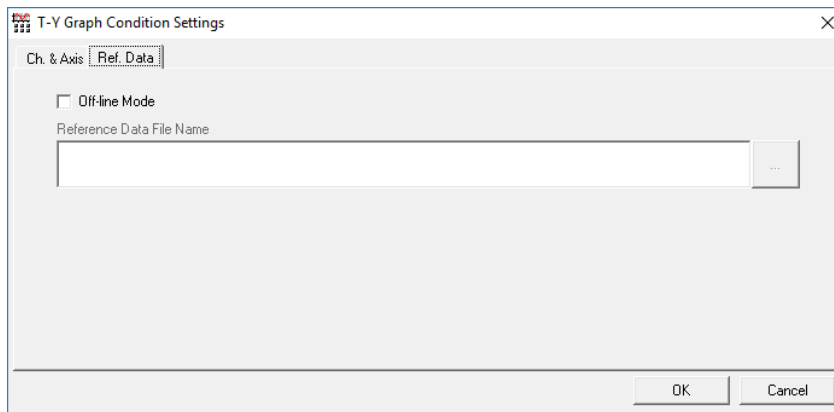 T-Y Graph Condition Settings
Ch. & Axis Ref. Data
Off-line Mode
Reference Data File Name
...
OK Cancel